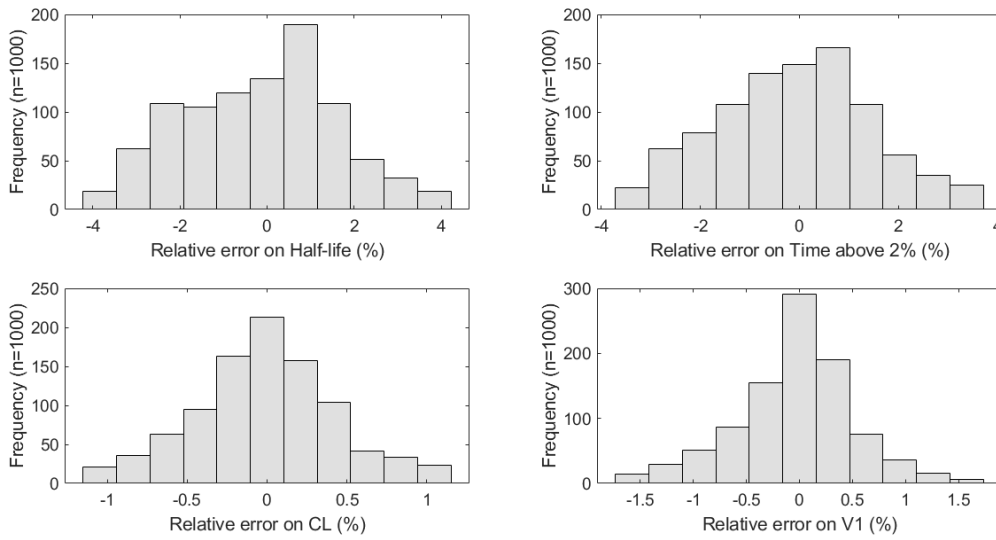 200
150
100
50
0
Frequency (n=1000)
-4 -2 0 2 4
Relative error on Half-life (%)
200
150
100
50
0
Frequency (n=1000)
-4 -2 0 2 4
Relative error on Time above 2% (%)
250
200
150
100
50
0
Frequency (n=1000)
-1 -0.5 0 0.5 1
Relative error on CL (%)
300
200
100
0
Frequency (n=1000)
-1.5 -1 -0.5 0 0.5 1 1.5
Relative error on V1 (%)